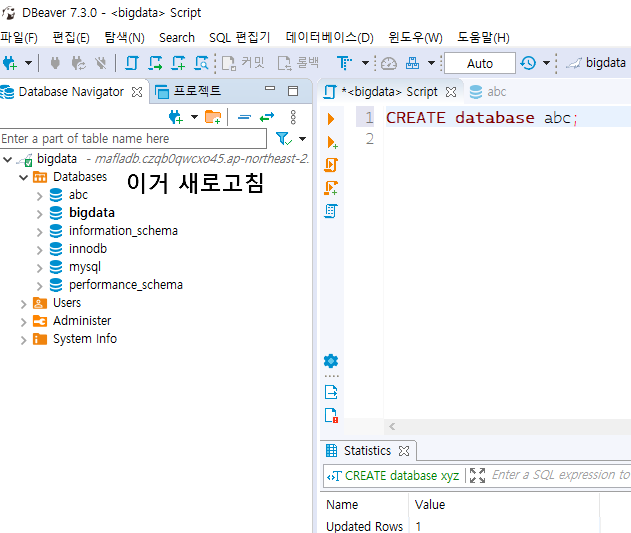 DBeaver 7.3.0 - <bigdata> Script
파일(F) 편집(E) 탐색(N) Search SQL 편집기 데이터베이스(D) 윈도우(W) 도움말(H)
커밋 롤백 Auto bigdata
Database Navigator 프로젝트
*<bigdata> Script abc
Enter a part of table name here
1 CREATE database abc;
2
bigdata - mafladb.czqb0qwcxo45.ap-northeast-2.
Databases
이거 새로고침
abc
bigdata
information_schema
innodb
mysql
performance_schema
Users
Administer
System Info
Statistics
CREATE database xyz Enter a SQL expression to
Name Value
Updated Rows 1